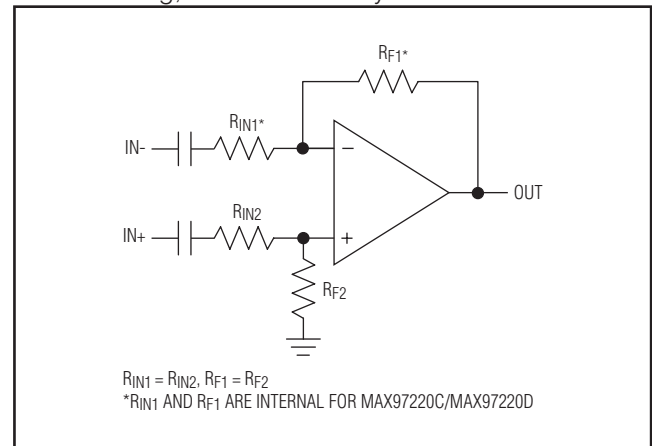 RF1*
RIN1*
IN-
−
OUT
RIN2
IN+
+
RF2
RIN1 = RIN2, RF1 = RF2
*RIN1 AND RF1 ARE INTERNAL FOR MAX97220C/MAX97220D